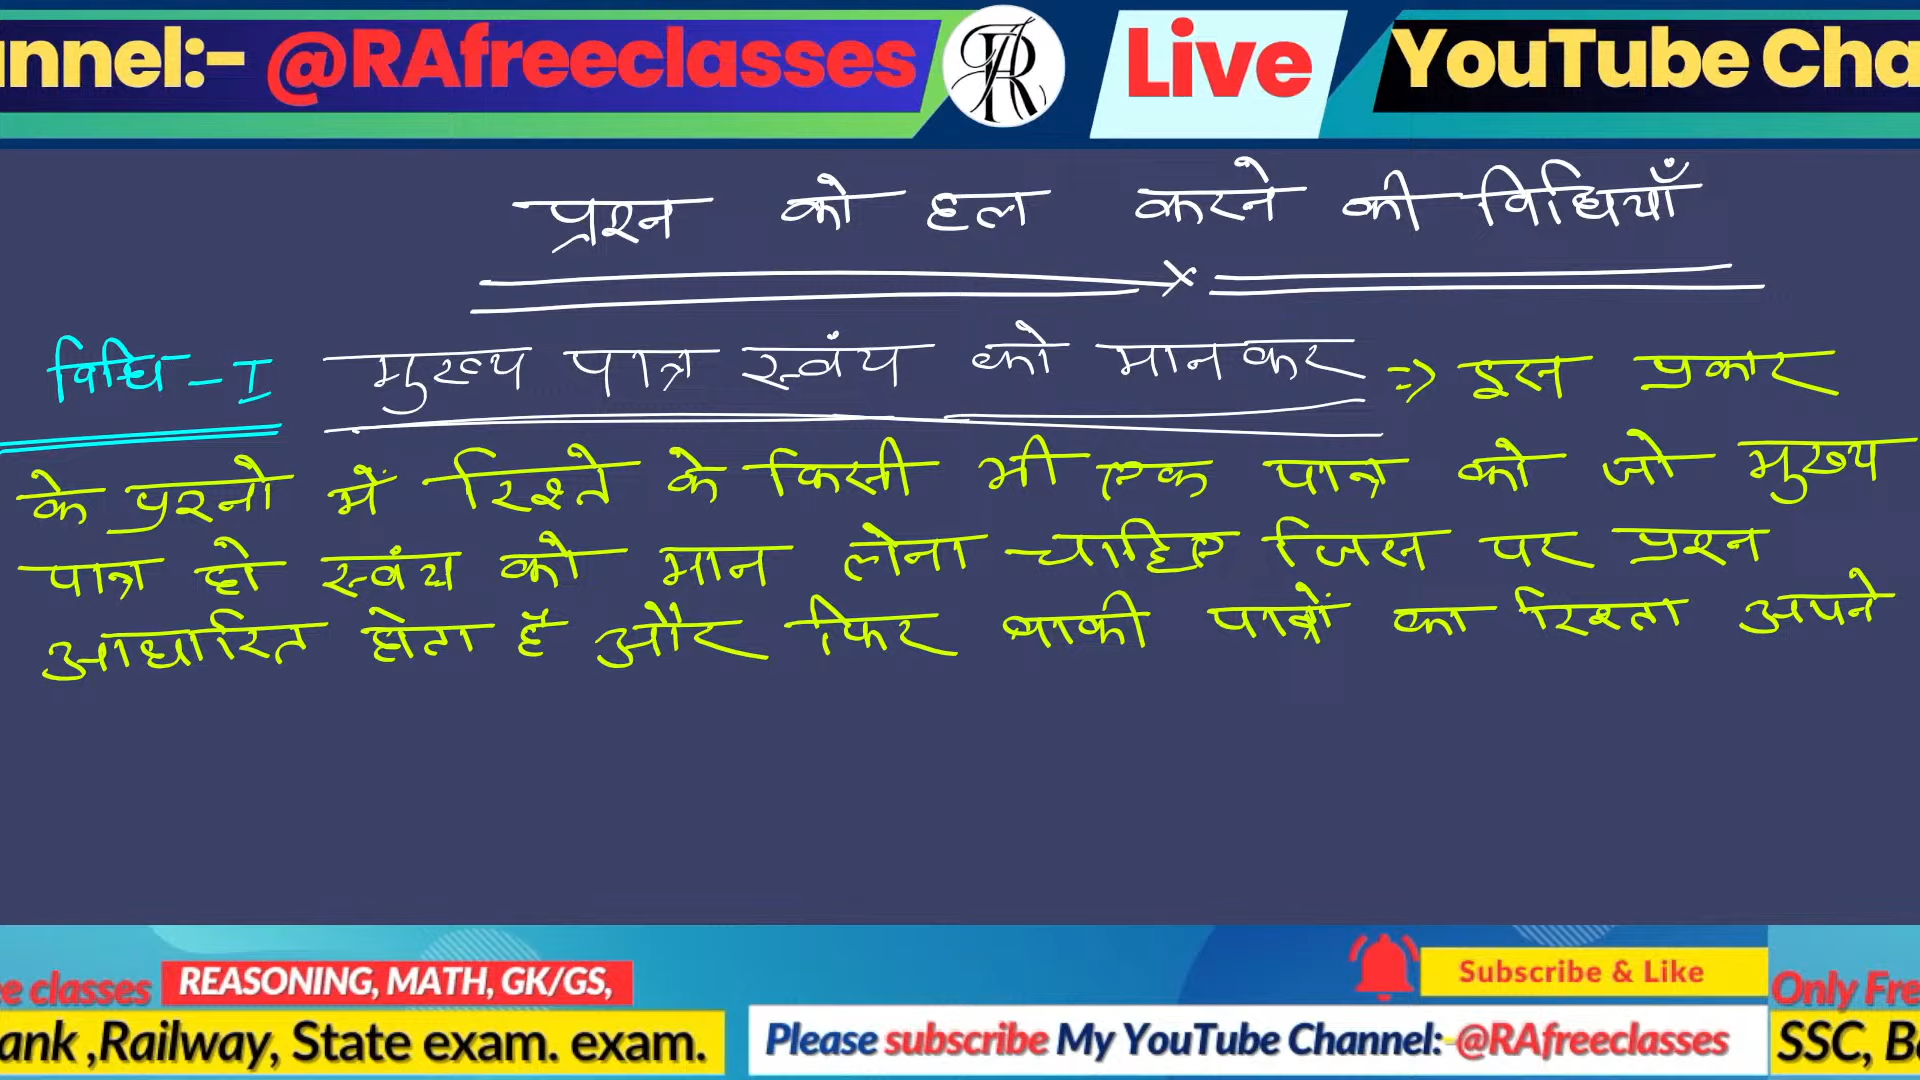 nnel:- @RAfreeclasses Live YouTube Cha
प्रश्न को हल करने की विधियाँ
विधि - I मुख्य पात्र स्वंय को मानकर => इस प्रकार
के प्रश्नो में रिश्ते के किसी भी एक पात्र को जो मुख्य
पात्र हो स्वंय को मान लेना चाहिए जिस पर प्रश्न
आधारित होता है और फिर बाकी पात्रों का रिश्ता अपने
ee classes REASONING, MATH, GK/GS, Subscribe & Like Only Fre
ank ,Railway, State exam. exam. Please subscribe My YouTube Channel:-@RAfreeclasses SSC, Ba